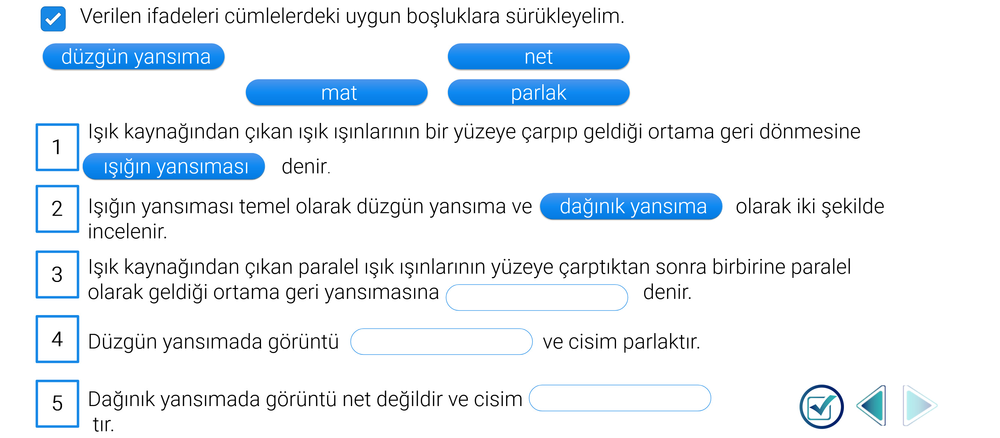 Verilen ifadeleri cümlelerdeki uygun boşluklara sürükleyelim.
düzgün yansıma
net
mat
parlak
1
Işık kaynağından çıkan ışık ışınlarının bir yüzeye çarpıp geldiği ortama geri dönmesine
ışığın yansıması denir.
2
Işığın yansıması temel olarak düzgün yansıma ve dağınık yansıma olarak iki şekilde
incelenir.
3
Işık kaynağından çıkan paralel ışık ışınlarının yüzeye çarptıktan sonra birbirine paralel
olarak geldiği ortama geri yansımasına denir.
4
Düzgün yansımada görüntü ve cisim parlaktır.
5
Dağınık yansımada görüntü net değildir ve cisim
tır.